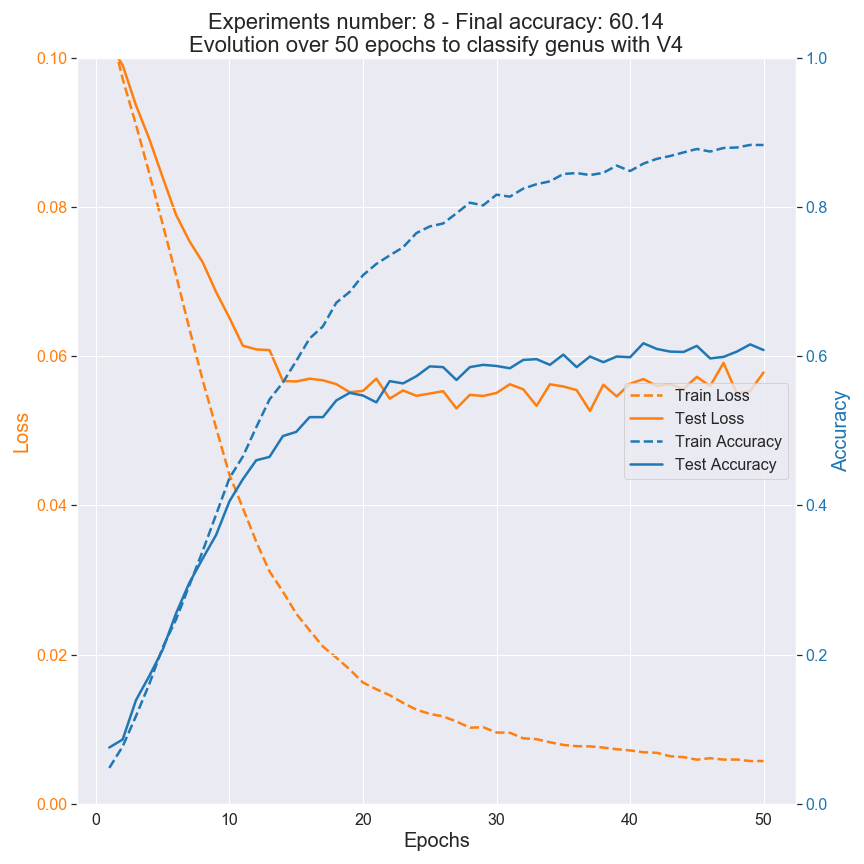 Experiments number: 8 - Final accuracy: 60.14
Evolution over 50 epochs to classify genus with V4
0.10
0.08
0.06
0.04
0.02
0.00
Loss
1.0
0.8
0.6
0.4
0.2
0.0
Accuracy
Train Loss
Test Loss
Train Accuracy
Test Accuracy
0
10
20
30
40
50
Epochs